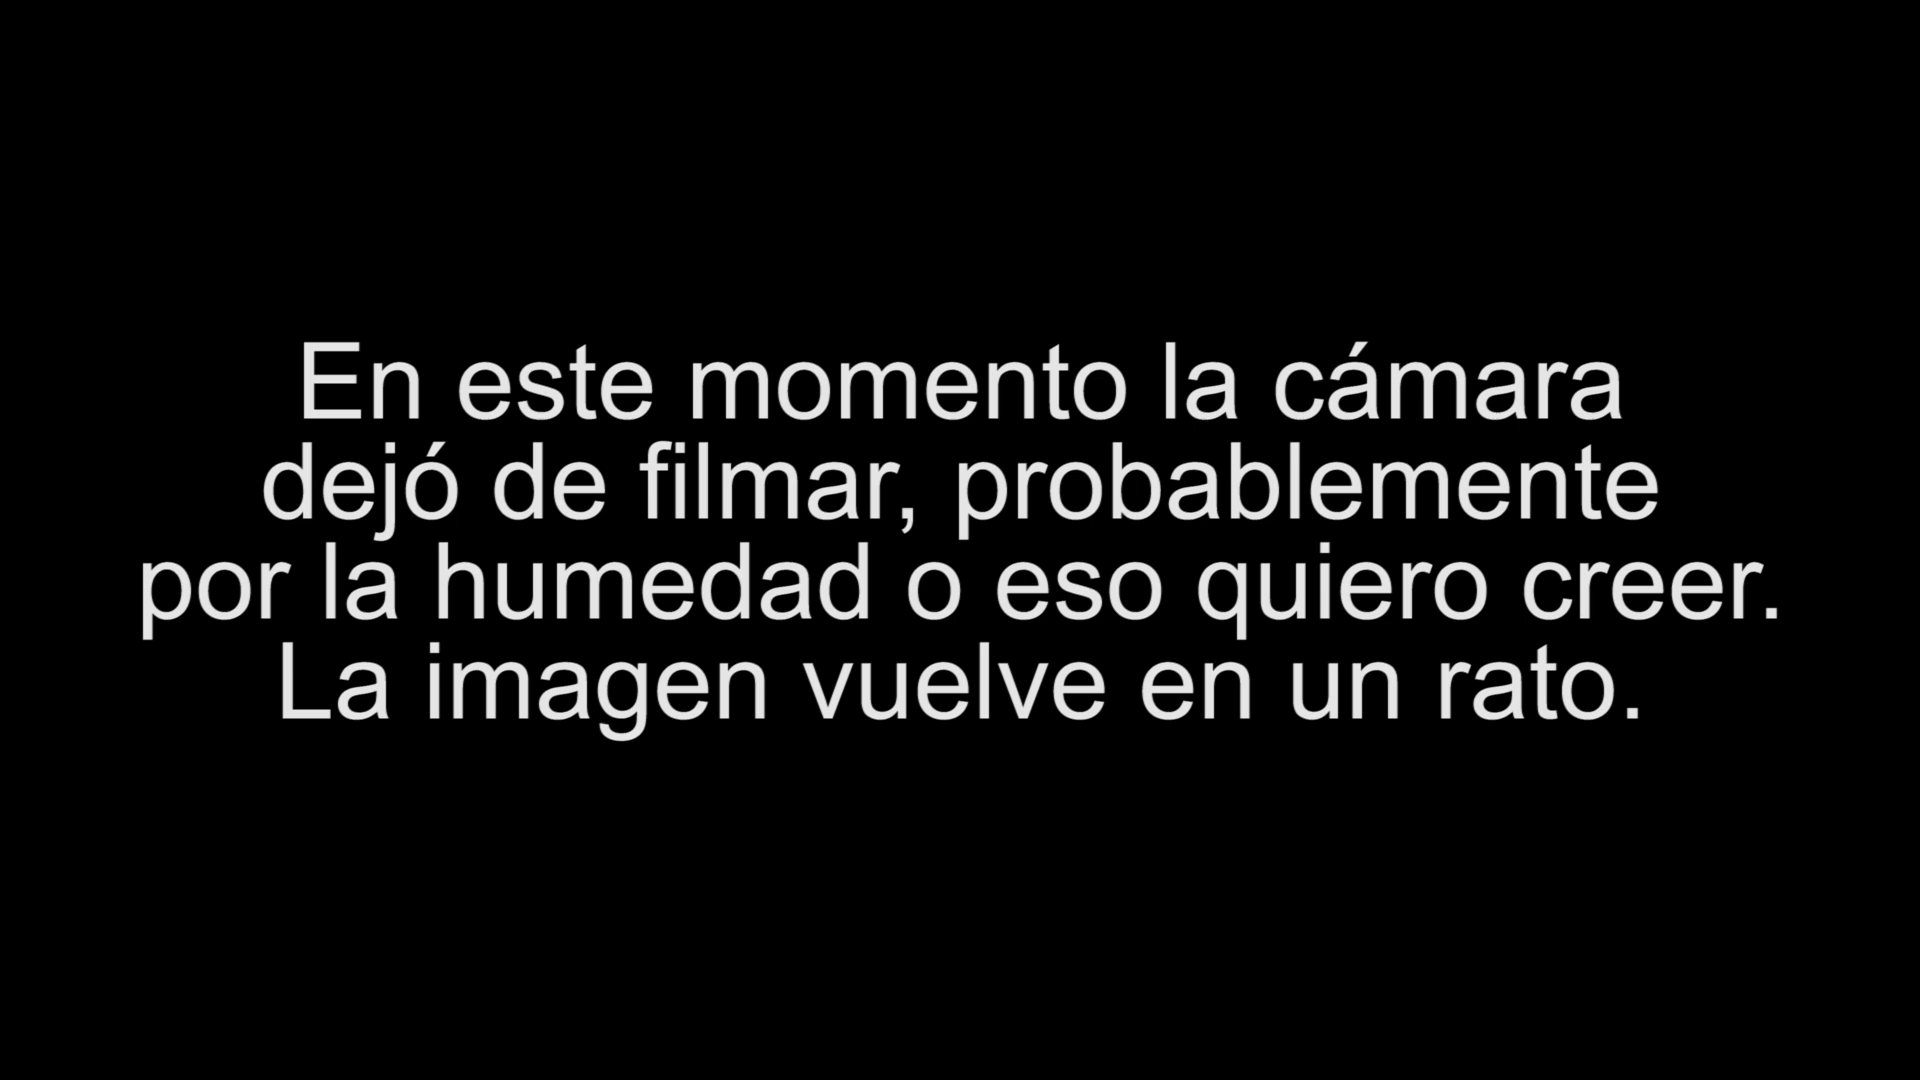 En este momento la cámara
dejó de filmar, probablemente
por la humedad o eso quiero creer.
La imagen vuelve en un rato.